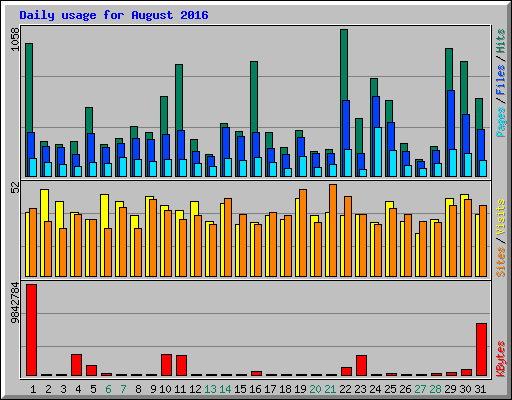 Daily usage for August 2016
1058
Pages / Files / Hits
52
Sites / Visits
9842784
KBytes
1 2 3 4 5 6 7 8 9 10 11 12 13 14 15 16 17 18 19 20 21 22 23 24 25 26 27 28 29 30 31